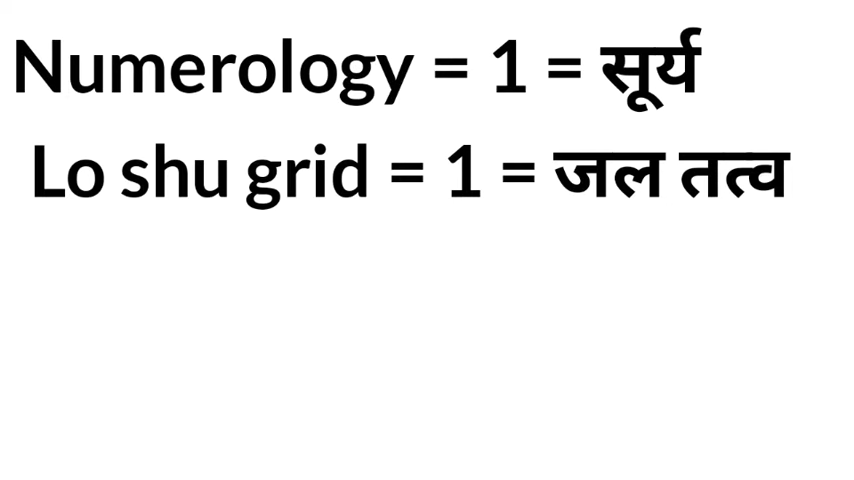 Numerology = 1 = सूर्य
Lo shu grid = 1 = जल तत्व